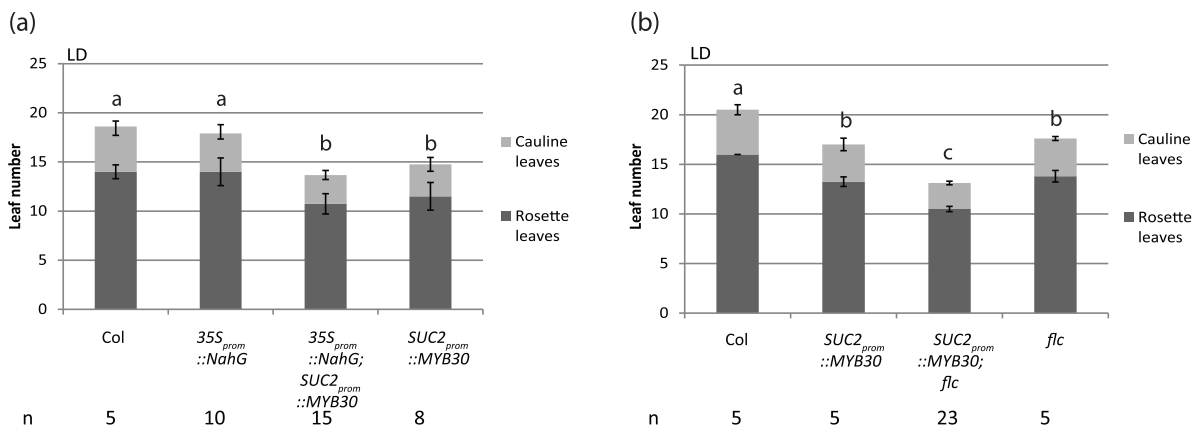 (a)
LD
25
20
15
10
5
0
Leaf number
a
a
b
b
Cauline
leaves
Rosette
leaves
Col
35Sprom
::NahG
35Sprom
::NahG;
SUC2prom
::MYB30
SUC2prom
::MYB30
n 5 10 15 8
(b)
LD
25
20
15
10
5
0
Leaf number
a
b
c
b
Cauline
leaves
Rosette
leaves
Col
SUC2prom
::MYB30
SUC2prom
::MYB30;
flc
flc
n 5 5 23 5